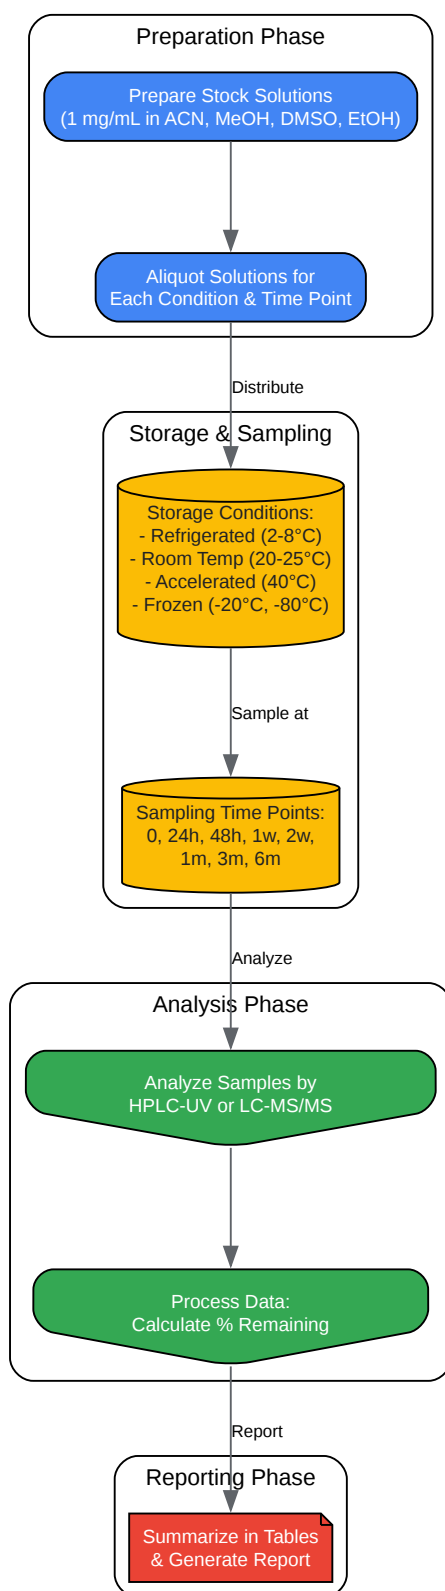 Preparation Phase
Prepare Stock Solutions
(1 mg/mL in ACN, MeOH, DMSO, EtOH)
Aliquot Solutions for
Each Condition & Time Point
Distribute
Storage & Sampling
Storage Conditions:
- Refrigerated (2-8°C)
- Room Temp (20-25°C)
- Accelerated (40°C)
- Frozen (-20°C, -80°C)
Sample at
Sampling Time Points:
0, 24h, 48h, 1w, 2w,
1m, 3m, 6m
Analyze
Analysis Phase
Analyze Samples by
HPLC-UV or LC-MS/MS
Process Data:
Calculate % Remaining
Report
Reporting Phase
Summarize in Tables
& Generate Report